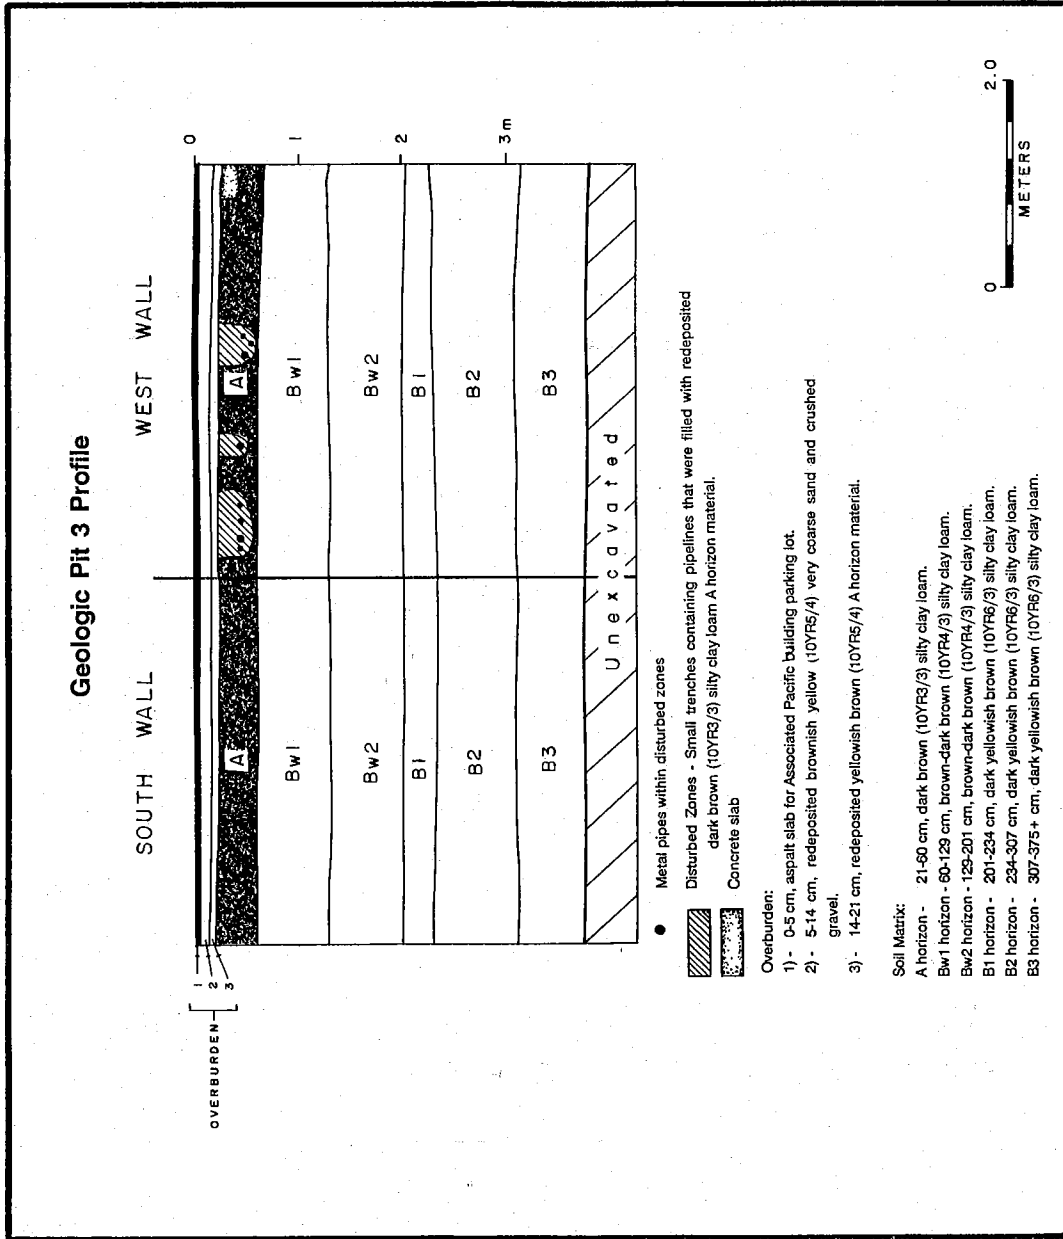 Geologic Pit 3 Profile
SOUTH WALL
WEST WALL
OVERBURDEN
1
2
3
0
1
2
3m
A
A
Bw1
Bw1
Bw2
Bw2
B1
B1
B2
B2
B3
B3
Unexcavated
Metal pipes within disturbed zones
Disturbed Zones - Small trenches containing pipelines that were filled with redeposited
dark brown (10YR3/3) silty clay loam A horizon material.
Concrete slab
Overburden:
1) - 0-5 cm, aspalt slab for Associated Pacific building parking lot.
2) - 5-14 cm, redeposited brownish yellow (10YR5/4) very coarse sand and crushed
gravel.
3) - 14-21 cm, redeposited yellowish brown (10YR5/4) A horizon material.
Soil Matrix:
A horizon - 21-60 cm, dark brown (10YR3/3) silty clay loam.
Bw1 horizon - 60-129 cm, brown-dark brown (10YR4/3) silty clay loam.
Bw2 horizon - 129-201 cm, brown-dark brown (10YR4/3) silty clay loam.
B1 horizon - 201-234 cm, dark yellowish brown (10YR6/3) silty clay loam.
B2 horizon - 234-307 cm, dark yellowish brown (10YR6/3) silty clay loam.
B3 horizon - 307-375+ cm, dark yellowish brown (10YR6/3) silty clay loam.
0
2.0
METERS